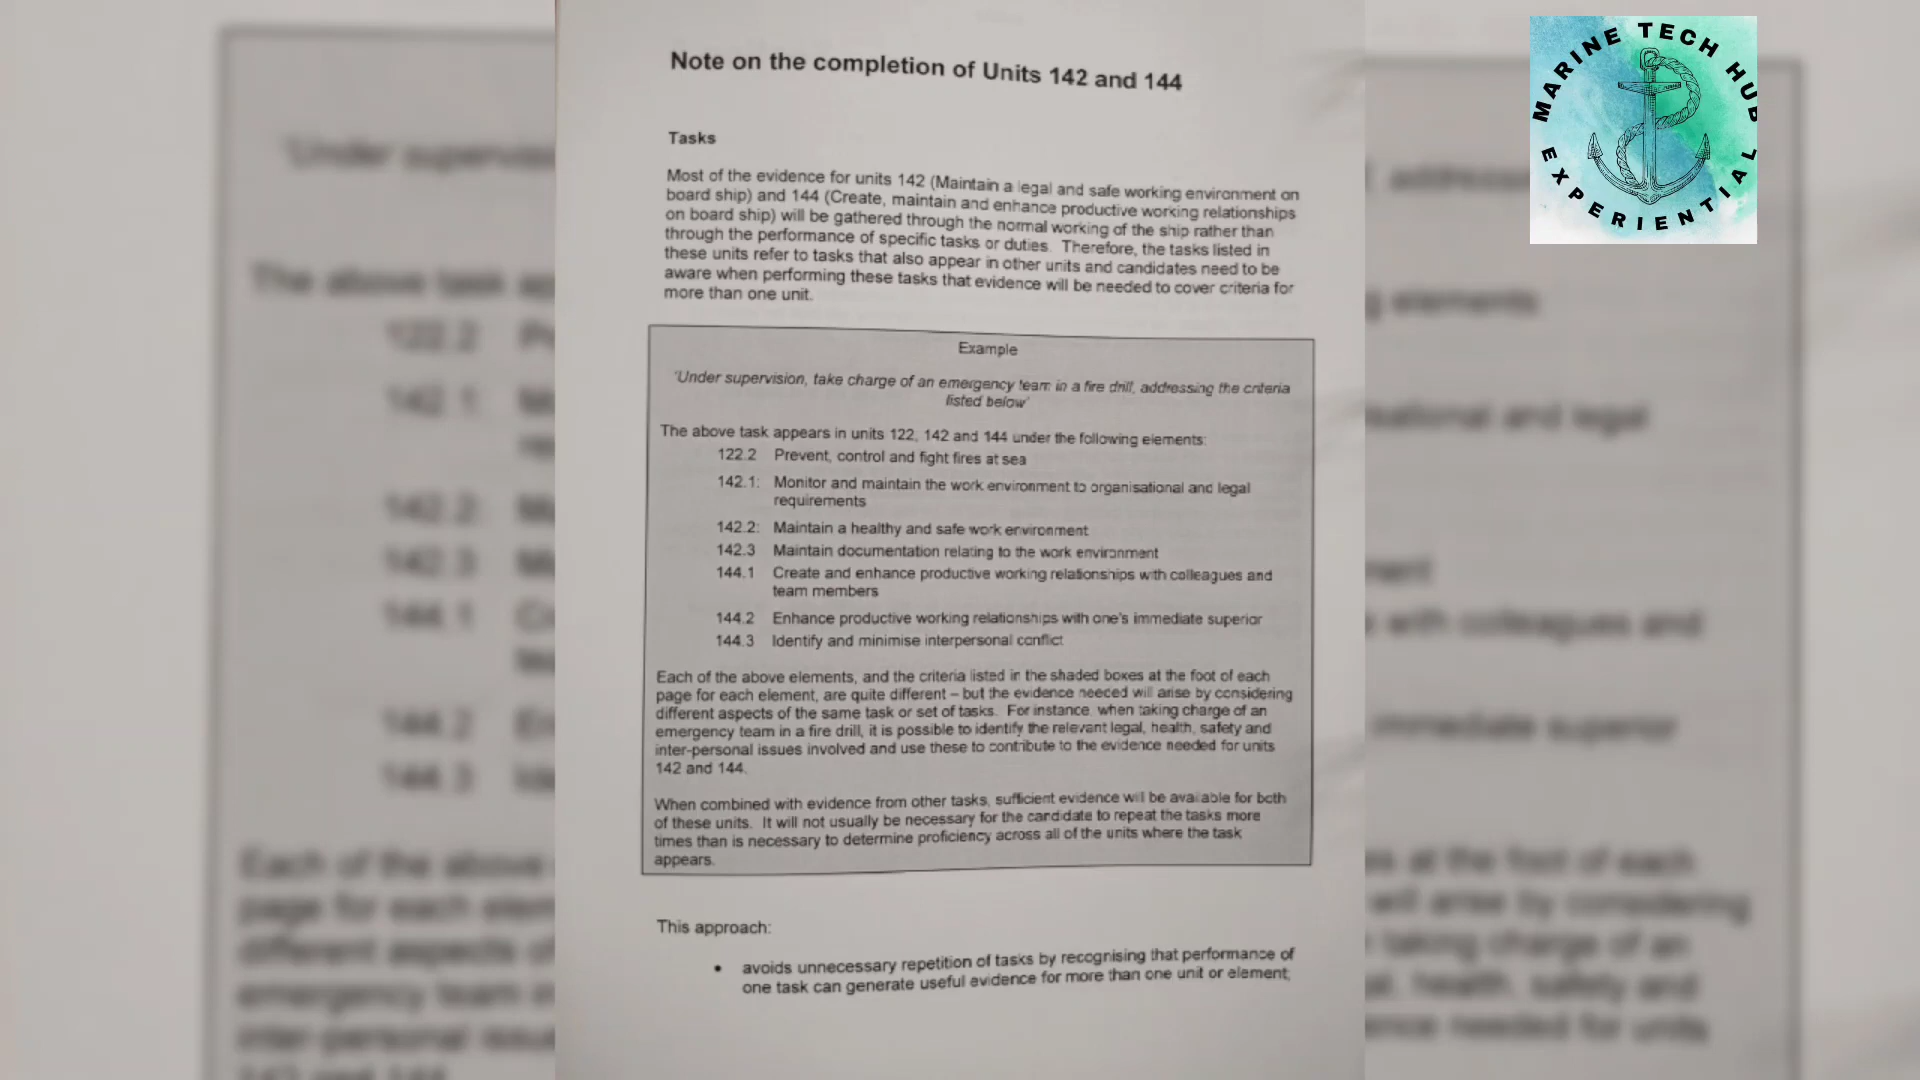 Note on the completion of Units 142 and 144
Tasks
Most of the evidence for units 142 (Maintain a legal and safe working environment on
board ship) and 144 (Create, maintain and enhance productive working relationships
on board ship) will be gathered through the normal working of the ship rather than
through the performance of specific tasks or duties. Therefore, the tasks listed in
these units refer to tasks that also appear in other units and candidates need to be
aware when performing these tasks that evidence will be needed to cover criteria for
more than one unit.
Example
'Under supervision, take charge of an emergency team in a fire drill, addressing the criteria
listed below'
The above task appears in units 122, 142 and 144 under the following elements:
122.2 Prevent, control and fight fires at sea
142.1: Monitor and maintain the work environment to organisational and legal
requirements
142.2: Maintain a healthy and safe work environment
142.3 Maintain documentation relating to the work environment
144.1 Create and enhance productive working relationships with colleagues and
team members
144.2 Enhance productive working relationships with one's immediate superior
144.3 Identify and minimise interpersonal conflict
Each of the above elements, and the criteria listed in the shaded boxes at the foot of each
page for each element, are quite different – but the evidence needed will arise by considering
different aspects of the same task or set of tasks. For instance, when taking charge of an
emergency team in a fire drill, it is possible to identify the relevant legal, health, safety and
inter-personal issues involved and use these to contribute to the evidence needed for units
142 and 144.
When combined with evidence from other tasks, sufficient evidence will be available for both
of these units. It will not usually be necessary for the candidate to repeat the tasks more
times than is necessary to determine proficiency across all of the units where the task
appears.
This approach:
• avoids unnecessary repetition of tasks by recognising that performance of
one task can generate useful evidence for more than one unit or element;
MARINE TECH HUB
EXPERIENTIAL